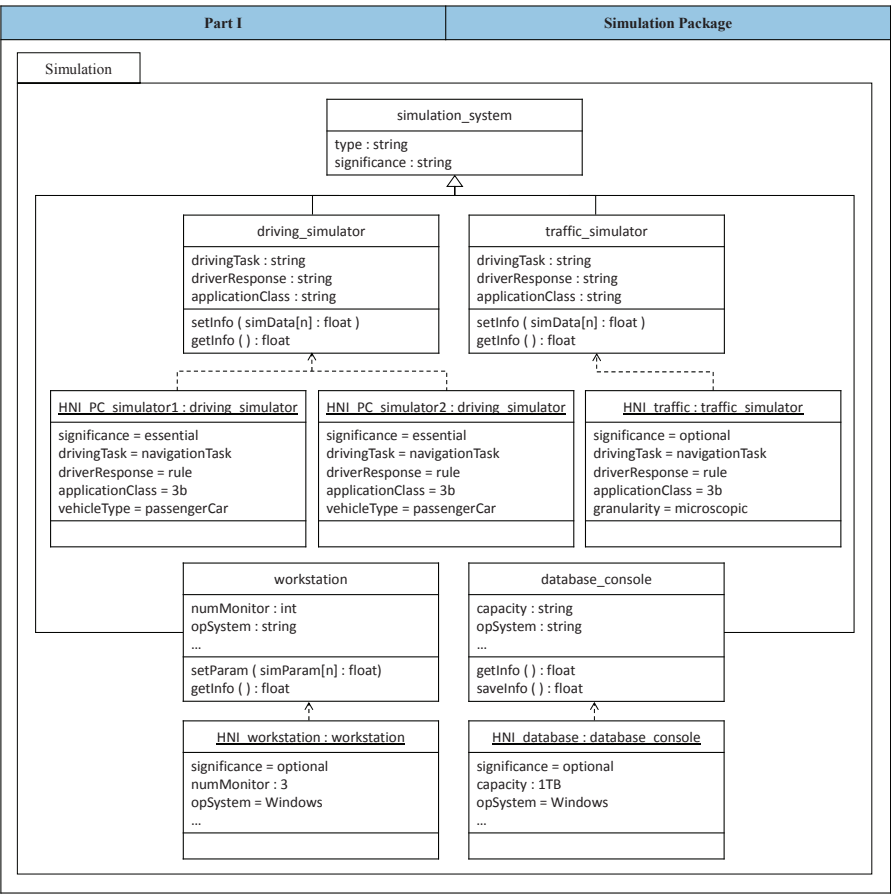 Part I
Simulation Package
Simulation
simulation_system
type : string
significance : string
driving_simulator
drivingTask : string
driverResponse : string
applicationClass : string
setInfo ( simData[n] : float )
getInfo ( ) : float
traffic_simulator
drivingTask : string
driverResponse : string
applicationClass : string
setInfo ( simData[n] : float )
getInfo ( ) : float
HNI_PC_simulator1 : driving_simulator
significance = essential
drivingTask = navigationTask
driverResponse = rule
applicationClass = 3b
vehicleType = passengerCar
HNI_PC_simulator2 : driving_simulator
significance = essential
drivingTask = navigationTask
driverResponse = rule
applicationClass = 3b
vehicleType = passengerCar
HNI_traffic : traffic_simulator
significance = optional
drivingTask = navigationTask
driverResponse = rule
applicationClass = 3b
granularity = microscopic
workstation
numMonitor : int
opSystem : string
...
setParam ( simParam[n] : float)
getInfo ( ) : float
database_console
capacity : string
opSystem : string
...
getInfo ( ) : float
saveInfo ( ) : float
HNI_workstation : workstation
significance = optional
numMonitor : 3
opSystem = Windows
...
HNI_database : database_console
significance = optional
capacity : 1TB
opSystem = Windows
...